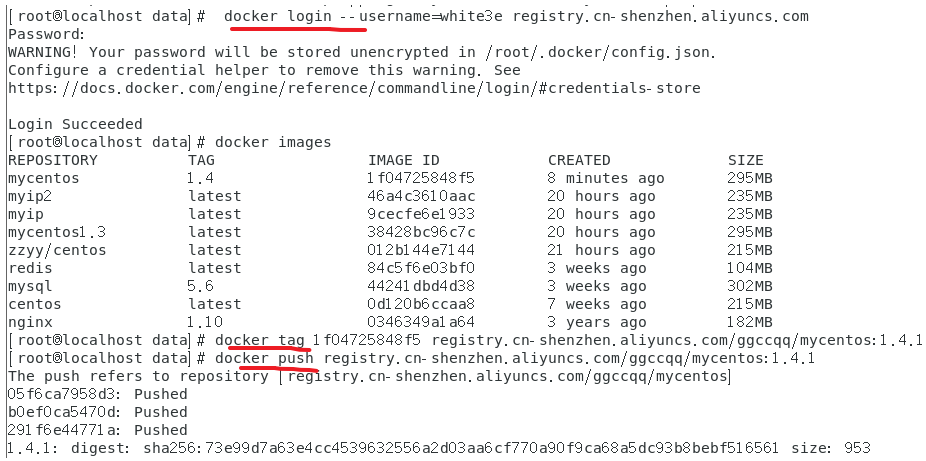 [root@localhost data]# docker login --username=white3e registry.cn-shenzhen.aliyuncs.com
Password:
WARNING! Your password will be stored unencrypted in /root/.docker/config.json.
Configure a credential helper to remove this warning. See
https://docs.docker.com/engine/reference/commandline/login/#credentials-store
Login Succeeded
[root@localhost data]# docker images
REPOSITORY TAG IMAGE ID CREATED SIZE
mycentos 1.4 1f04725848f5 8 minutes ago 295MB
myip2 latest 46a4c3610aac 20 hours ago 235MB
myip latest 9cecfe6e1933 20 hours ago 235MB
mycentos1.3 latest 38428bc96c7c 20 hours ago 295MB
zzyy/centos latest 012b144e7144 21 hours ago 215MB
redis latest 84c5f6e03bf0 3 weeks ago 104MB
mysql 5.6 44241dbd4d38 3 weeks ago 302MB
centos latest 0d120b6ccaa8 7 weeks ago 215MB
nginx 1.10 0346349a1a64 3 years ago 182MB
[root@localhost data]# docker tag 1f04725848f5 registry.cn-shenzhen.aliyuncs.com/ggccqq/mycentos:1.4.1
[root@localhost data]# docker push registry.cn-shenzhen.aliyuncs.com/ggccqq/mycentos:1.4.1
The push refers to repository [registry.cn-shenzhen.aliyuncs.com/ggccqq/mycentos]
05f6ca7958d3: Pushed
b0ef0ca5470d: Pushed
291f6e44771a: Pushed
1.4.1: digest: sha256:73e99d7a63e4cc4539632556a2d03aa6cf770a90f9ca68a5dc93b8bebf516561 size: 953